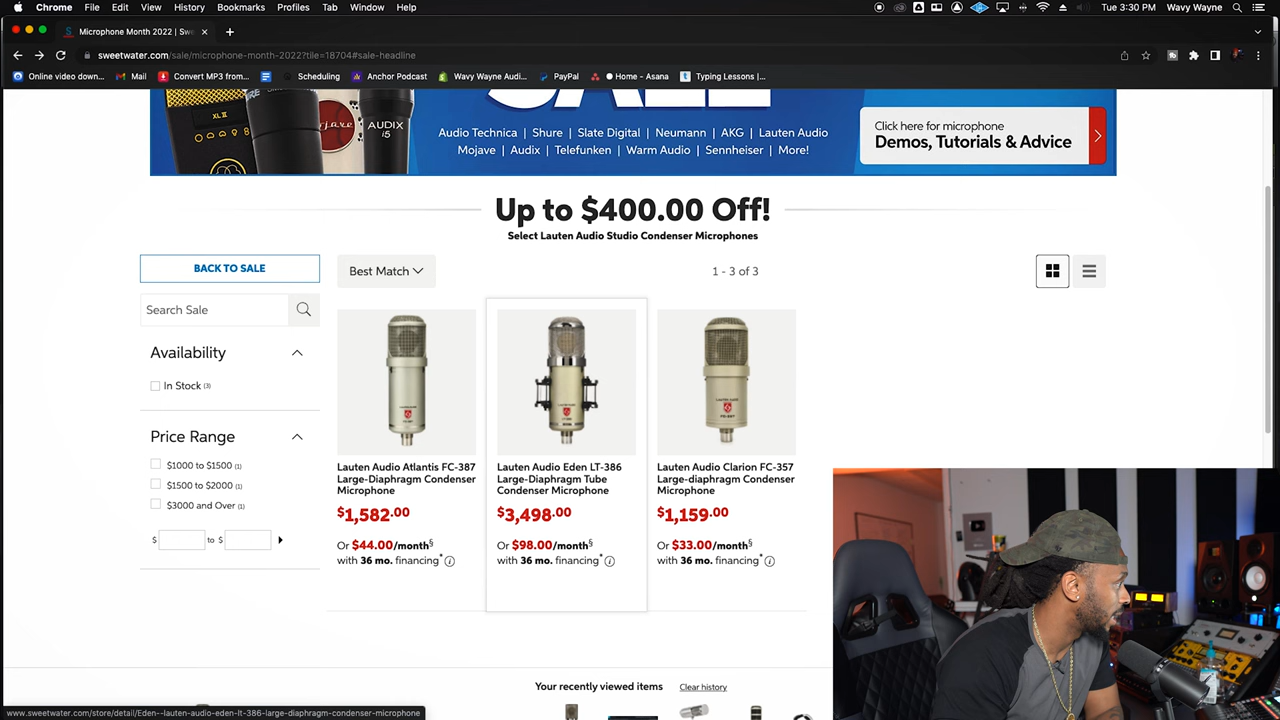 Chrome File Edit View History Bookmarks Profiles Tab Window Help
Tue 3:30 PM Wavy Wayne
Microphone Month 2022 | Sw
sweetwater.com/sale/microphone-month-2022?tile=18704#sale-headline
Online video down... Mail Convert MP3 from... Scheduling Anchor Podcast Wavy Wayne Audi... PayPal Home - Asana Typing Lessons |...
XLII
Mojave
AUDIX
i5
SALE
Audio Technica | Shure | Slate Digital | Neumann | AKG | Lauten Audio
Mojave | Audix | Telefunken | Warm Audio | Sennheiser | More!
Click here for microphone
Demos, Tutorials & Advice
Up to $400.00 Off!
Select Lauten Audio Studio Condenser Microphones
BACK TO SALE
Best Match
1 - 3 of 3
Search Sale
Availability
In Stock (3)
Price Range
$1000 to $1500 (1)
$1500 to $2000 (1)
$3000 and Over (1)
$ to $
Lauten Audio Atlantis FC-387
Large-Diaphragm Condenser
Microphone
$1,582.00
Or $44.00/month§
with 36 mo. financing*
Lauten Audio Eden LT-386
Large-Diaphragm Tube
Condenser Microphone
$3,498.00
Or $98.00/month§
with 36 mo. financing*
Lauten Audio Clarion FC-357
Large-diaphragm Condenser
Microphone
$1,159.00
Or $33.00/month§
with 36 mo. financing*
Your recently viewed items Clear history
www.sweetwater.com/store/detail/Eden--lauten-audio-eden-lt-386-large-diaphragm-condenser-microphone